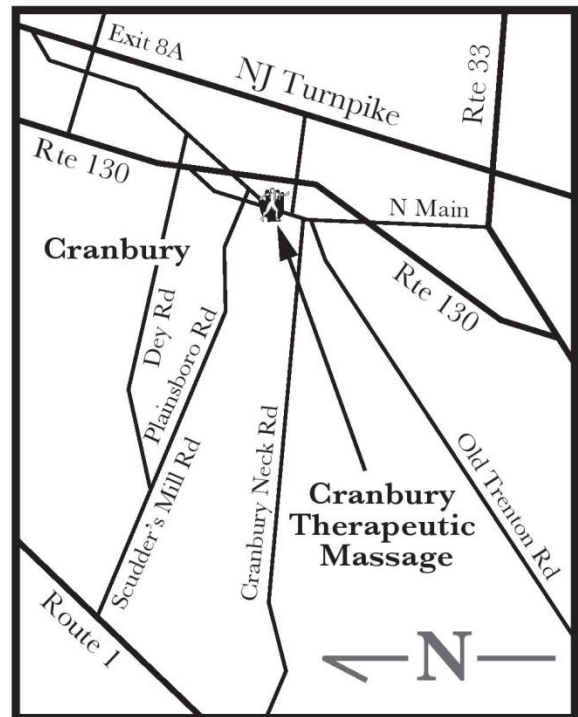 Exit 8A
NJ Turnpike
Rte 33
Rte 130
N Main
Cranbury
Rte 130
Dey Rd
Plainsboro Rd
Scudder's Mill Rd
Cranbury Neck Rd
Old Trenton Rd
Cranbury
Therapeutic
Massage
Route 1
N